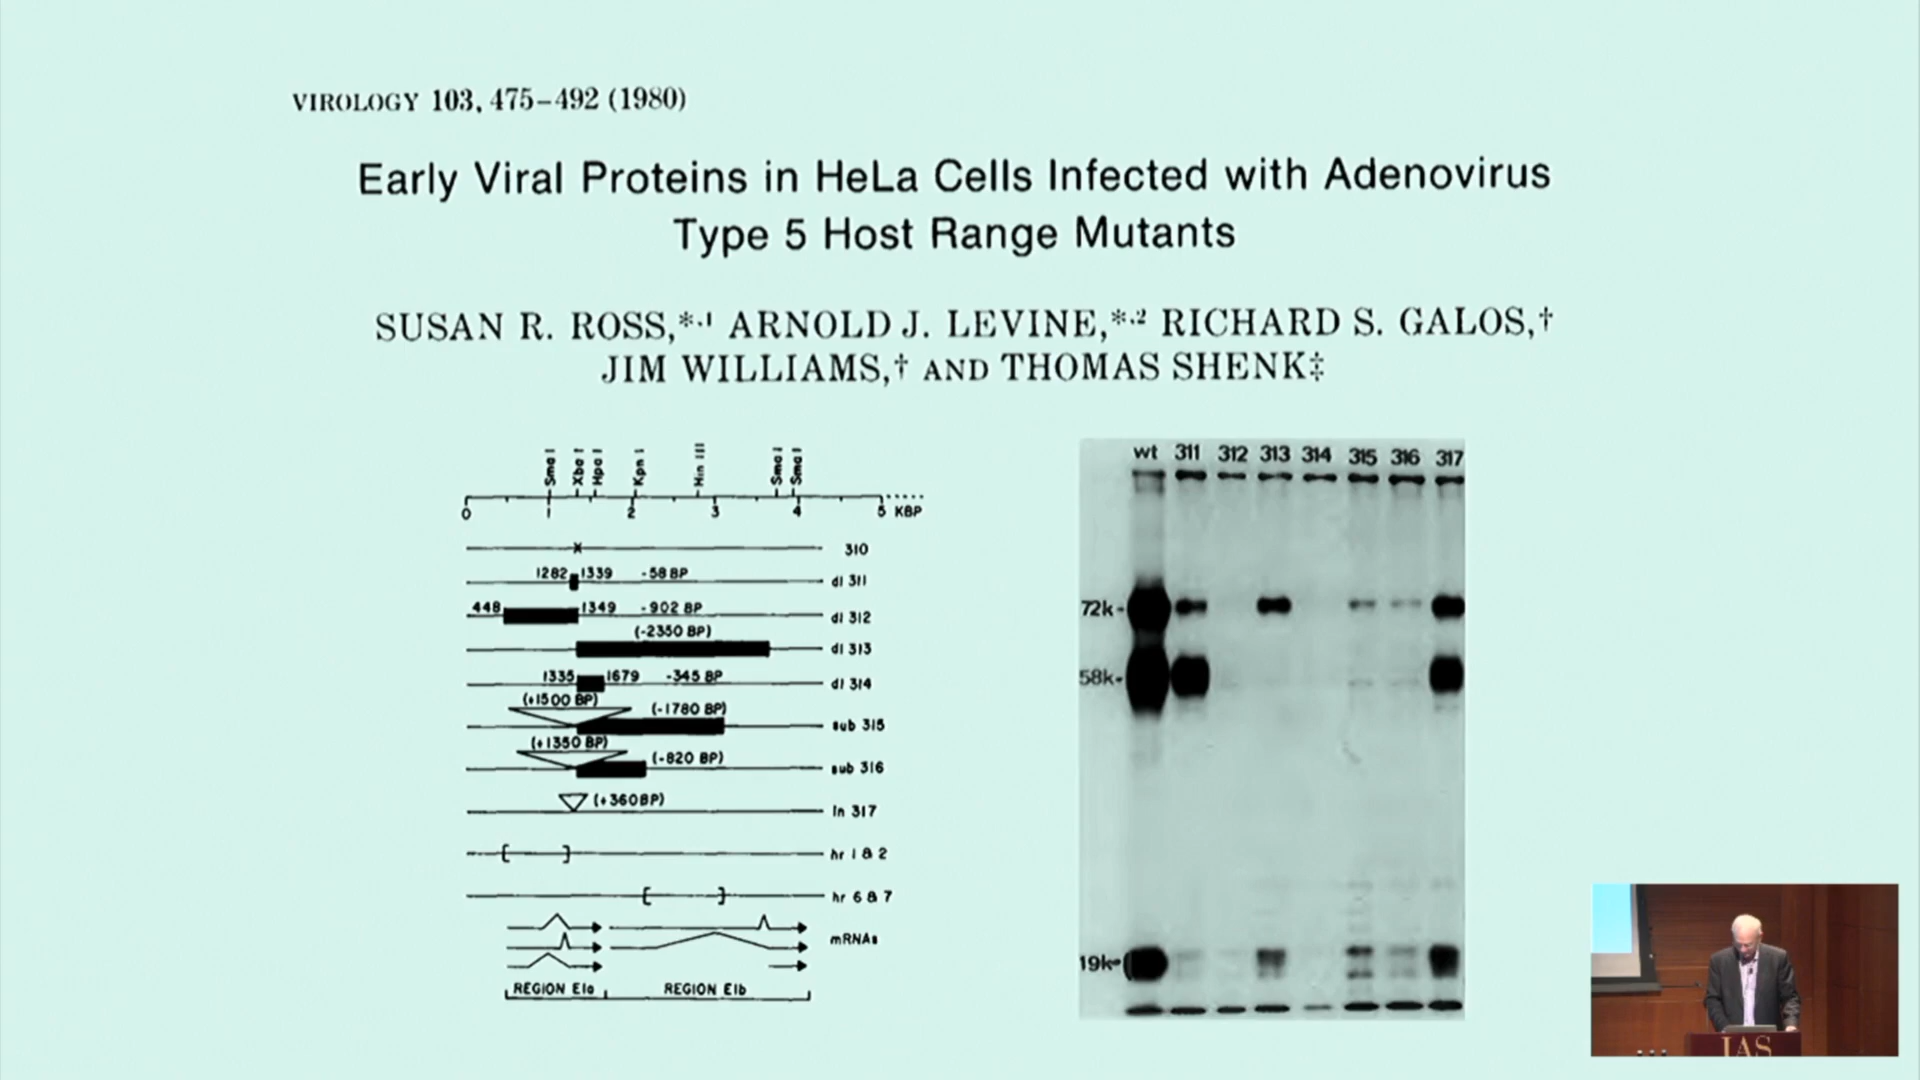 VIROLOGY 103, 475–492 (1980)
Early Viral Proteins in HeLa Cells Infected with Adenovirus
Type 5 Host Range Mutants
SUSAN R. ROSS,*,1 ARNOLD J. LEVINE,*,2 RICHARD S. GALOS,†
JIM WILLIAMS,† AND THOMAS SHENK‡
Sma I Xba I Hpa I Kpn I Hin III Sma I Sma I
0 1 2 3 4 5 KBP
310
1282 1339 -58 BP dl 311
448 1349 -902 BP dl 312
(-2350 BP) dl 313
1335 1679 -345 BP dl 314
(+1500 BP) (-1780 BP) sub 315
(+1350 BP) (-820 BP) sub 316
(+360BP) In 317
hr 1 & 2
hr 6 & 7
mRNAs
REGION E1a REGION E1b
wt 311 312 313 314 315 316 317
72k-
58k-
19k-
IAS